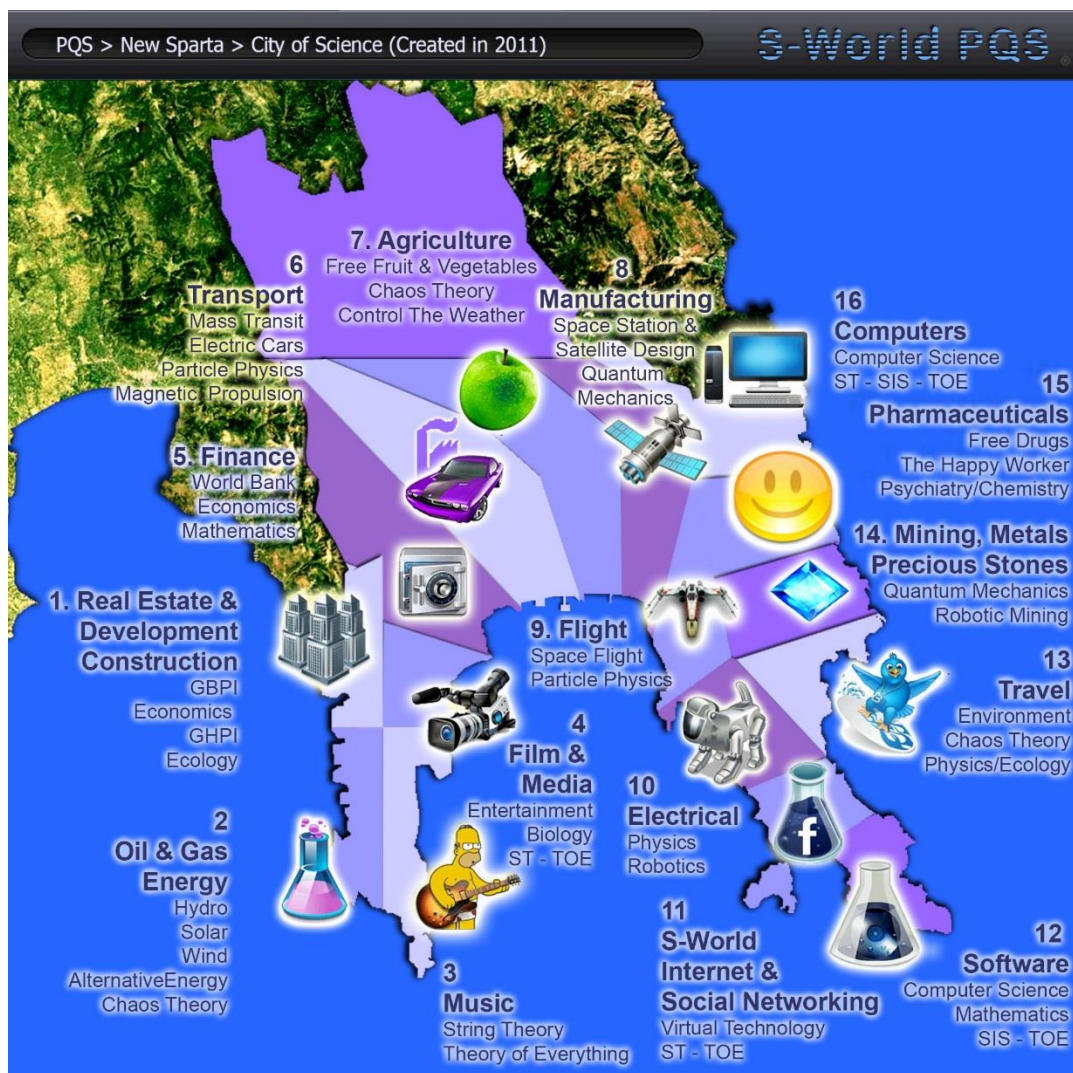 PQS > New Sparta > City of Science (Created in 2011)
S-World PQS
®
7. Agriculture
Free Fruit & Vegetables
Chaos Theory
Control The Weather
6
Transport
Mass Transit
Electric Cars
Particle Physics
Magnetic Propulsion
8
Manufacturing
Space Station &
Satellite Design
Quantum
Mechanics
16
Computers
Computer Science
ST - SIS - TOE
15
Pharmaceuticals
Free Drugs
The Happy Worker
Psychiatry/Chemistry
5. Finance
World Bank
Economics
Mathematics
14. Mining, Metals
Precious Stones
Quantum Mechanics
Robotic Mining
1. Real Estate &
Development
Construction
GBPI
Economics
GHPI
Ecology
9. Flight
Space Flight
Particle Physics
13
Travel
Environment
Chaos Theory
Physics/Ecology
4
Film &
Media
Entertainment
Biology
ST - TOE
10
Electrical
Physics
Robotics
2
Oil & Gas
Energy
Hydro
Solar
Wind
AlternativeEnergy
Chaos Theory
f
3
Music
String Theory
Theory of Everything
11
S-World
Internet &
Social Networking
Virtual Technology
ST - TOE
12
Software
Computer Science
Mathematics
SIS - TOE